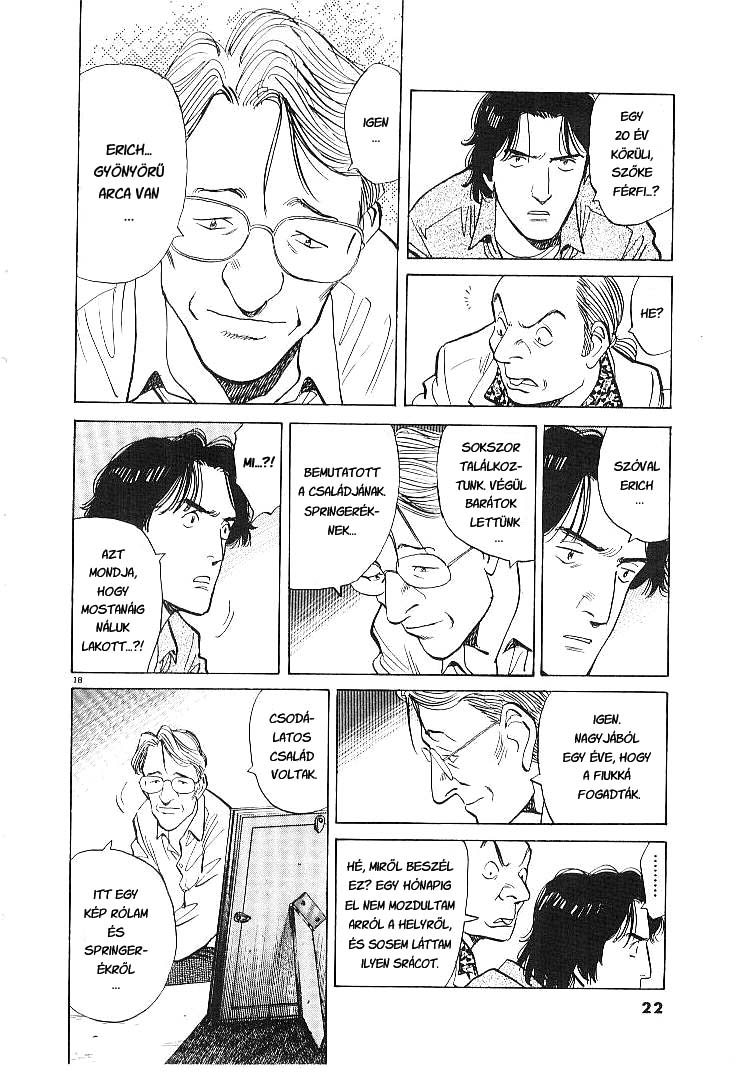 EGY
20 ÉV
KÖRÜLI,
SZŐKE
FÉRFI..?
IGEN
...
ERICH...
GYÖNYÖRŰ
ARCA VAN
...
HE?
SZÓVAL
ERICH
...
SOKSZOR
TALÁLKOZ-
TUNK. VÉGÜL
BARÁTOK
LETTÜNK
...
BEMUTATOTT
A CSALÁDJÁNAK.
SPRINGERÉK-
NEK...
MI...?!
AZT
MONDJA,
HOGY
MOSTANÁIG
NÁLUK
LAKOTT...?!
18
IGEN.
NAGYJÁBÓL
EGY ÉVE, HOGY
A FIUKKÁ
FOGADTÁK.
CSODÁ-
LATOS
CSALÁD
VOLTAK.
ITT EGY
KÉP RÓLAM
ÉS
SPRINGER-
ÉKRŐL
...
.........
HÉ, MIRŐL BESZÉL
EZ? EGY HÓNAPIG
EL NEM MOZDULTAM
ARRÓL A HELYRŐL,
ÉS SOSEM LÁTTAM
ILYEN SRÁCOT.
22